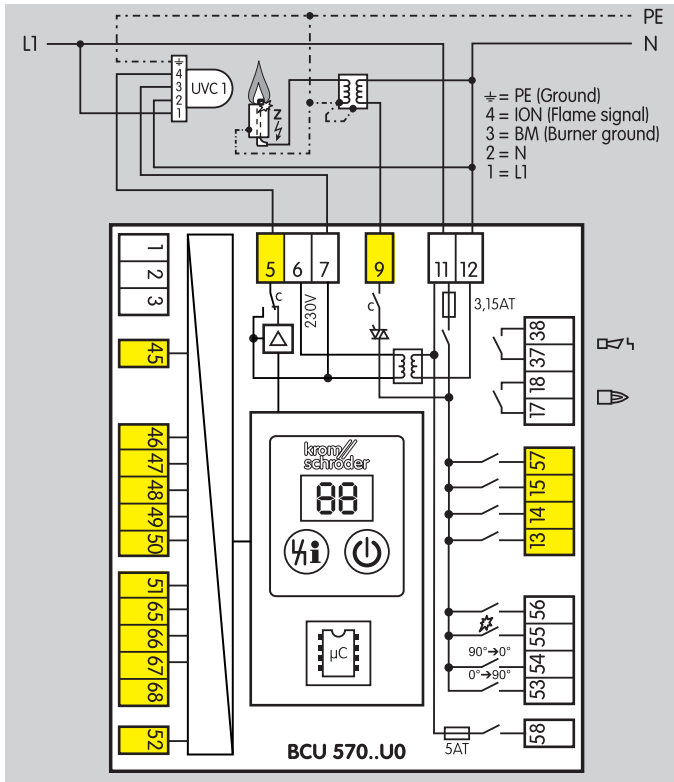 PE
L1
N
4
3
2
1
UVC 1
Z
⏚ = PE (Ground)
4 = ION (Flame signal)
3 = BM (Burner ground)
2 = N
1 = L1
1
2
3
5
6
7
9
11
12
c
230V
c
3,15AT
38
37
18
17
45
46
47
48
49
50
51
65
66
67
68
52
krom
schröder
88
i
µC
57
15
14
13
56
55
54
53
90°→0°
0°→90°
58
5AT
BCU 570..U0